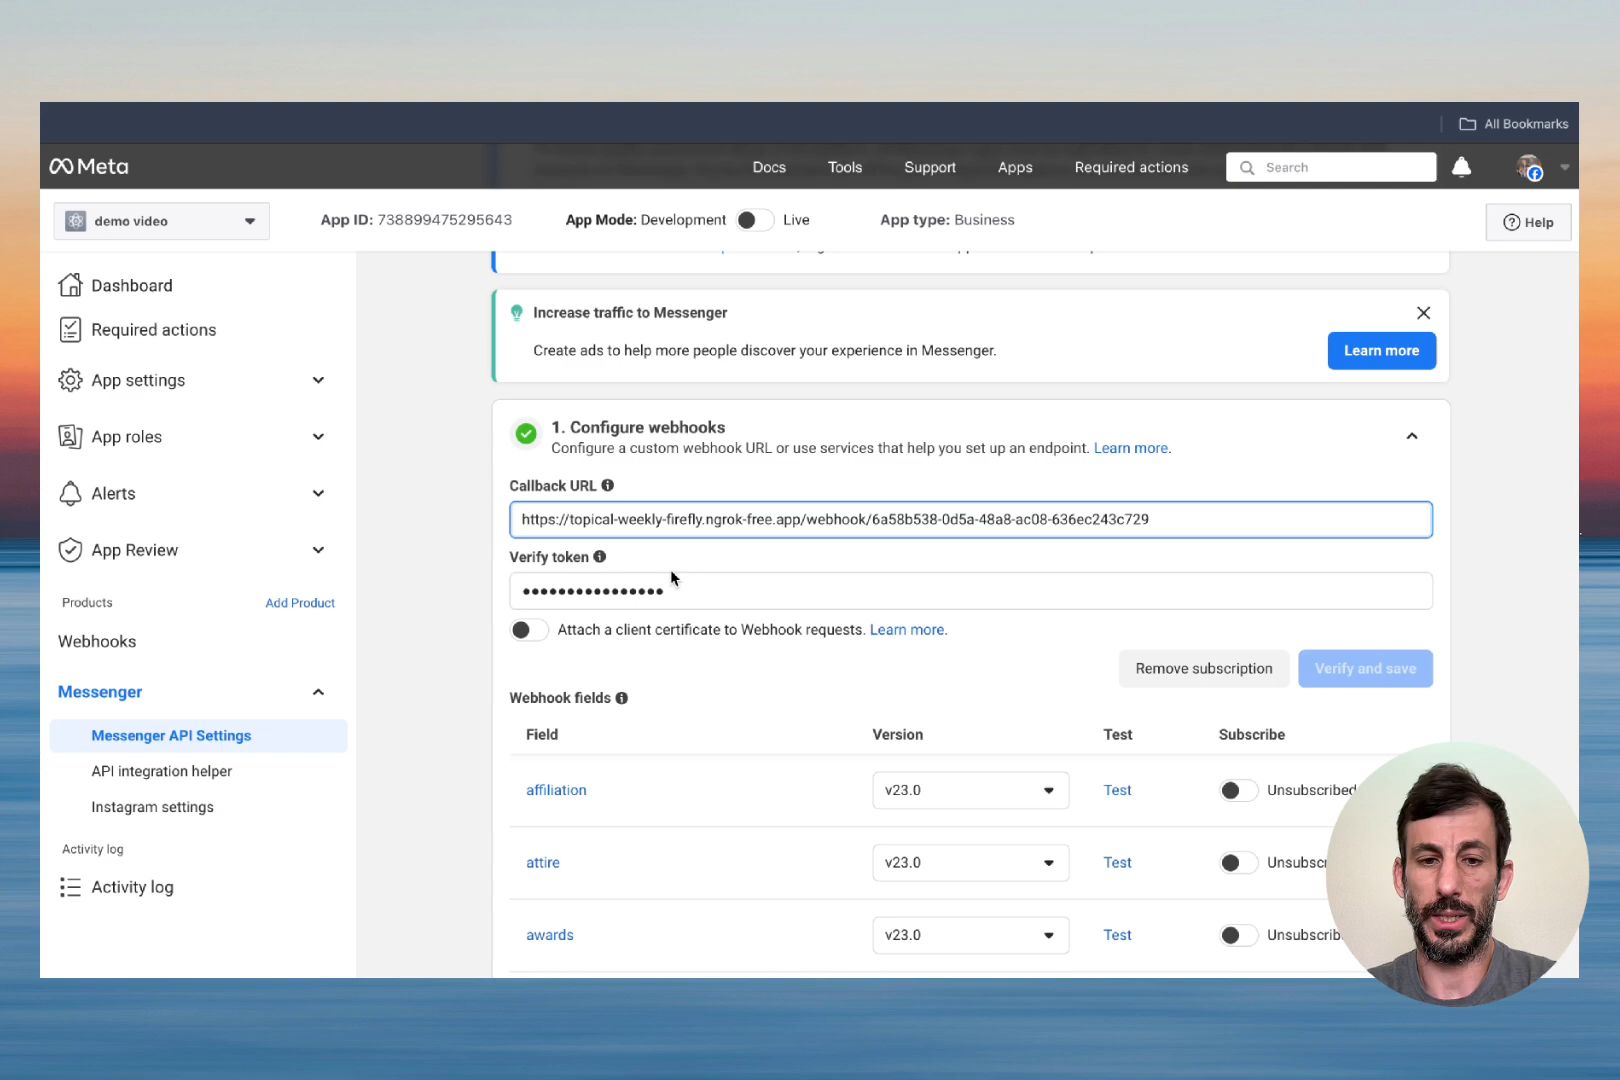 All Bookmarks
Meta
Docs
Tools
Support
Apps
Required actions
Search
demo video
App ID: 738899475295643
App Mode: Development
Live
App type: Business
Help
Dashboard
Required actions
App settings
App roles
Alerts
App Review
Products
Add Product
Webhooks
Messenger
Messenger API Settings
API integration helper
Instagram settings
Activity log
Activity log
Increase traffic to Messenger
Create ads to help more people discover your experience in Messenger.
Learn more
1. Configure webhooks
Configure a custom webhook URL or use services that help you set up an endpoint. Learn more.
Callback URL
https://topical-weekly-firefly.ngrok-free.app/webhook/6a58b538-0d5a-48a8-ac08-636ec243c729
Verify token
••••••••••••••••
Attach a client certificate to Webhook requests. Learn more.
Remove subscription
Verify and save
Webhook fields
Field Version Test Subscribe
affiliation v23.0 Test Unsubscribed
attire v23.0 Test Unsubscr
awards v23.0 Test Unsubscrib